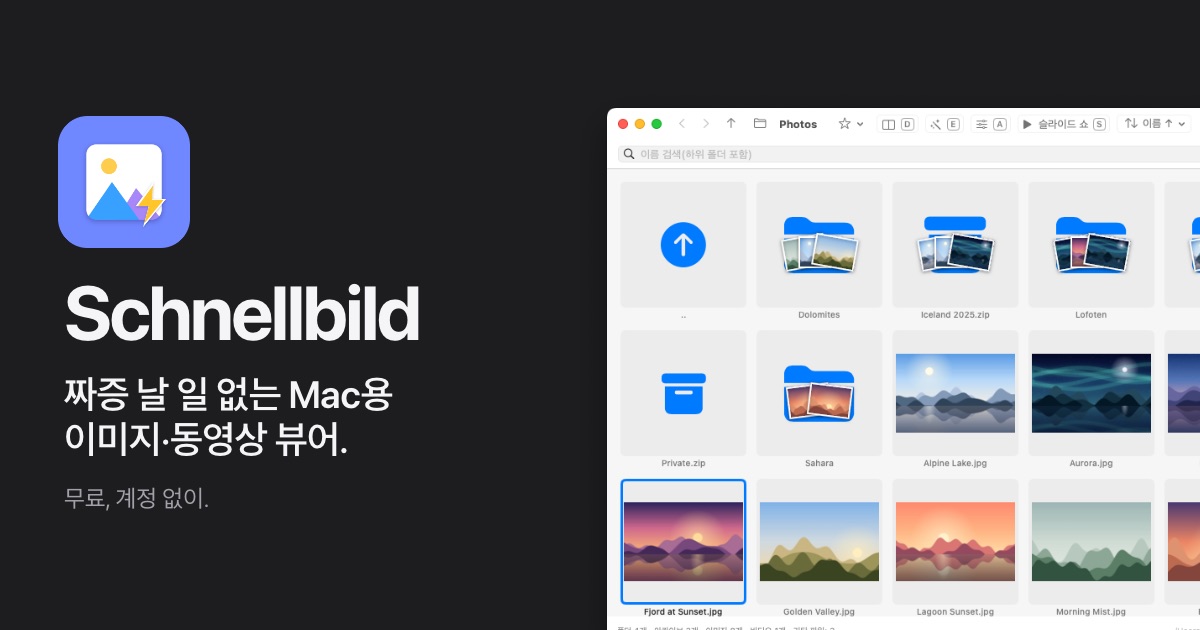 Schnellbild
짜증 날 일 없는 Mac용
이미지·동영상 뷰어.
무료, 계정 없이.
Photos
D
E
A
슬라이드 쇼 S
이름
이름 검색(하위 폴더 포함)
..
Dolomites
Iceland 2025.zip
Lofoten
Private.zip
Sahara
Alpine Lake.jpg
Aurora.jpg
Fjord at Sunset.jpg
Golden Valley.jpg
Lagoon Sunset.jpg
Morning Mist.jpg